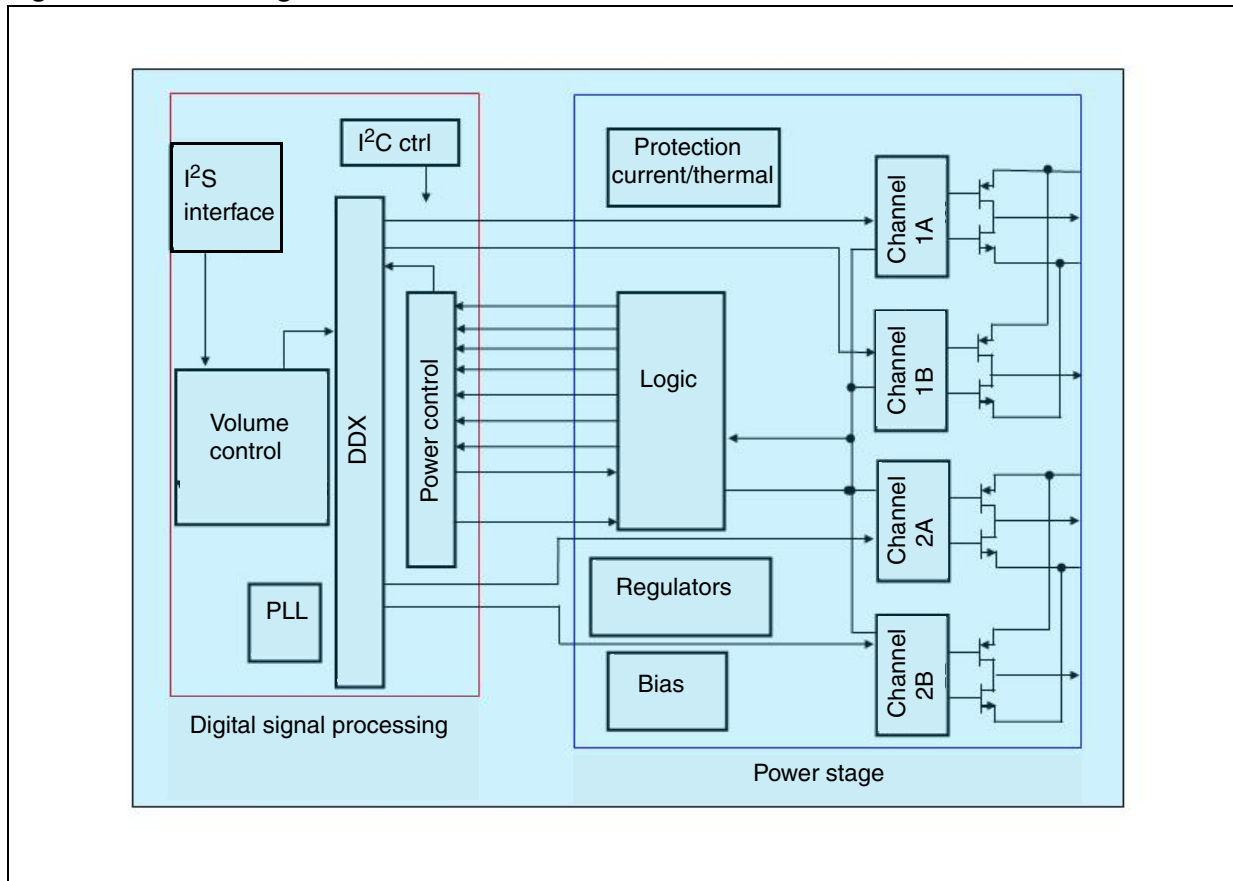 I²C ctrl
I²S
interface
Protection
current/thermal
Channel
1A
Channel
1B
Logic
Power control
DDX
Volume
control
Channel
2A
Regulators
PLL
Channel
2B
Bias
Digital signal processing
Power stage